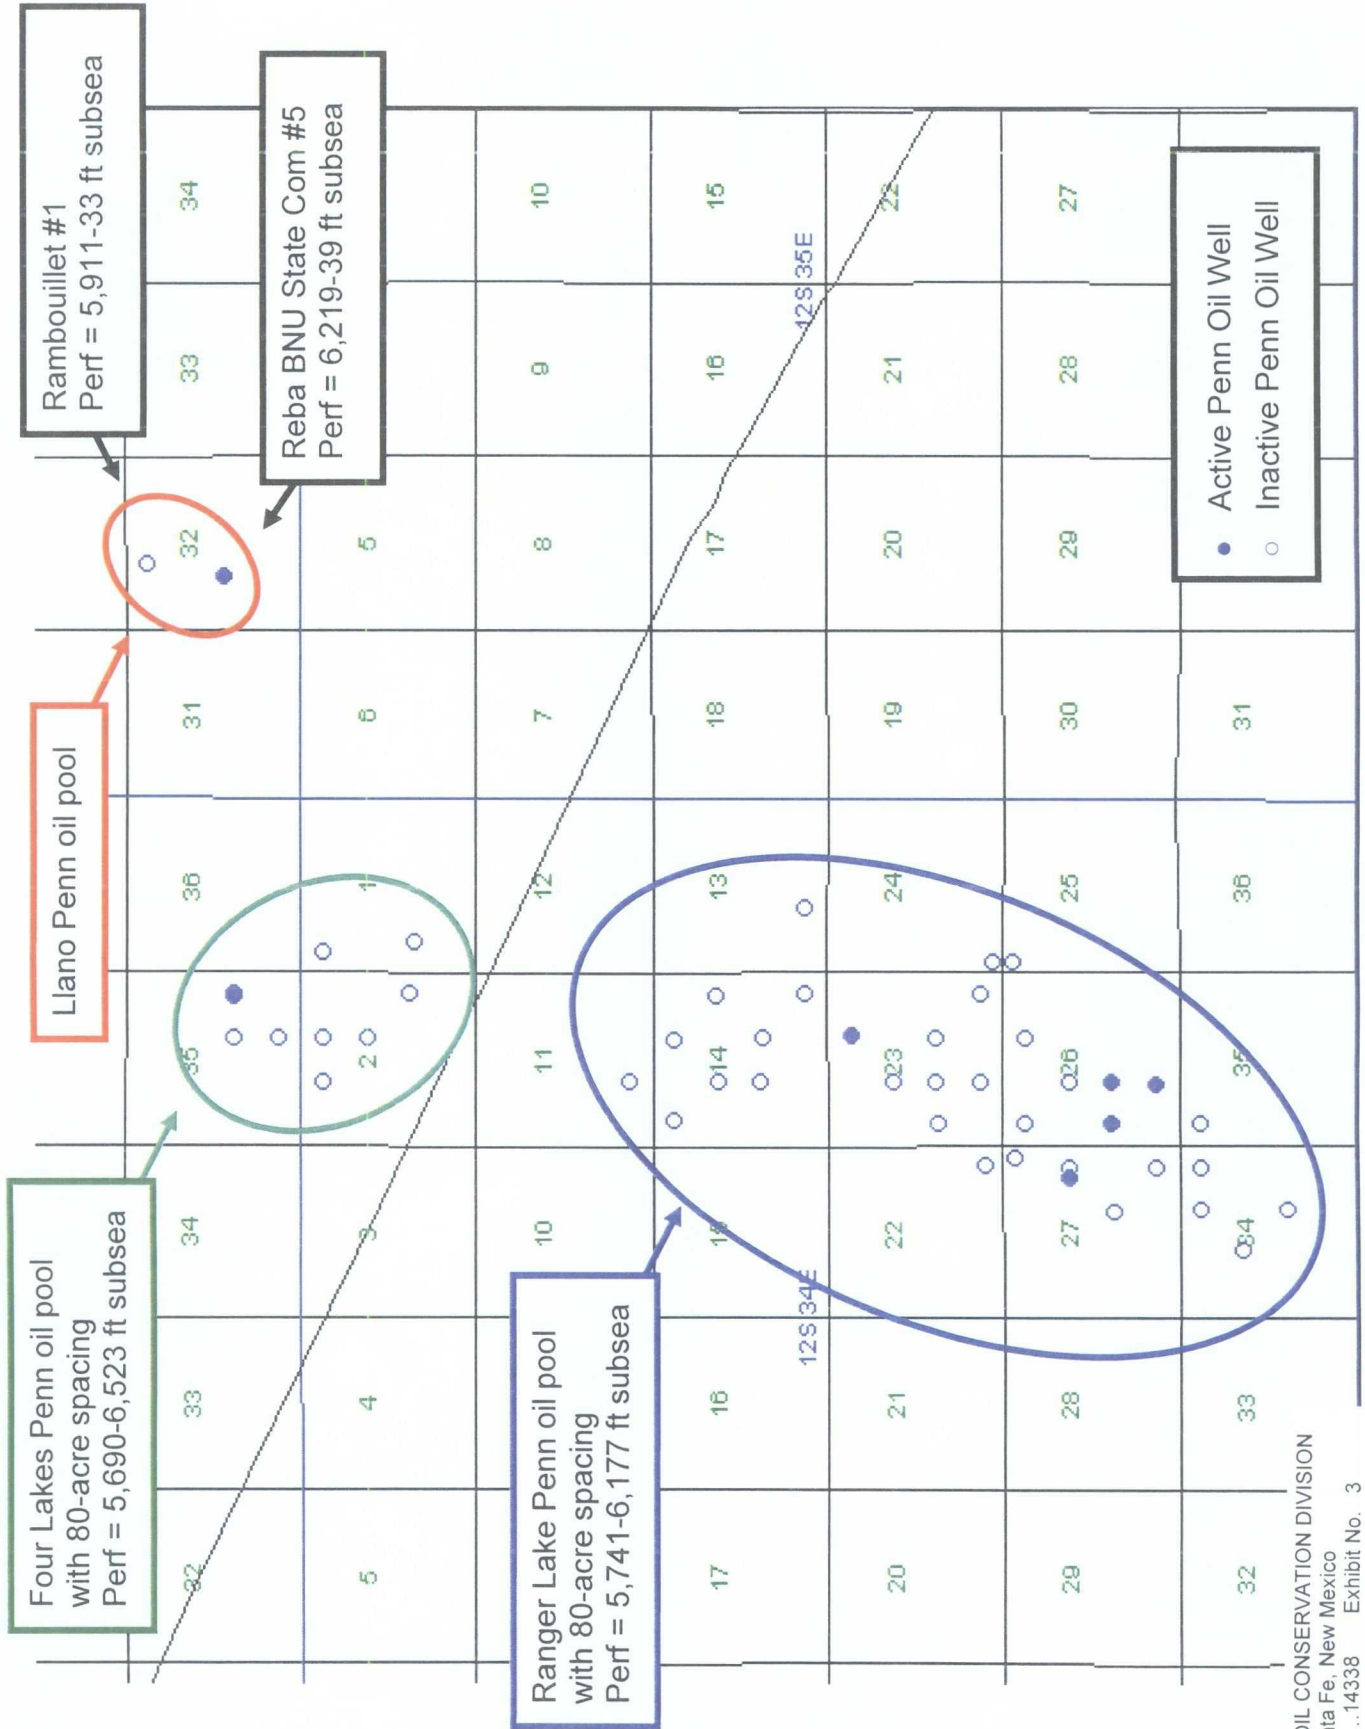 Four Lakes Penn oil pool
with 80-acre spacing
Perf = 5,690-6,523 ft subsea
Llano Penn oil pool
Rambouillet #1
Perf = 5,911-33 ft subsea
32 33 34 35 36 31 32 33 34
Reba BNU State Com #5
Perf = 6,219-39 ft subsea
5 4 3 2 1 6 5
Ranger Lake Penn oil pool
with 80-acre spacing
Perf = 5,741-6,177 ft subsea
10 11 12 7 8 9 10
17 16 15 14 13 18 17 16 15
12S 34E 12S 35E
20 21 22 23 24 19 20 21 22
29 28 27 26 25 30 29 28 27
32 33 34 35 36 31
Active Penn Oil Well
Inactive Penn Oil Well
OIL CONSERVATION DIVISION
nta Fe, New Mexico
. 14338 Exhibit No. 3